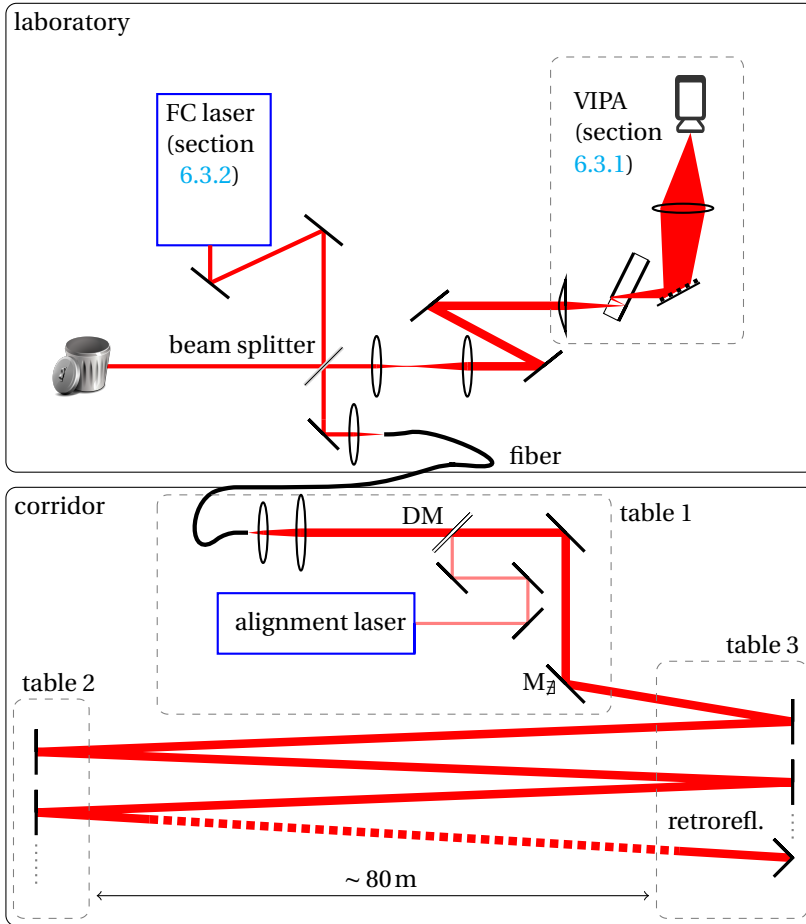 laboratory
FC laser
(section
6.3.2)
VIPA
(section
6.3.1)
beam splitter
fiber
corridor
DM
table 1
alignment laser
table 3
M∄
table 2
retrorefl.
~ 80 m